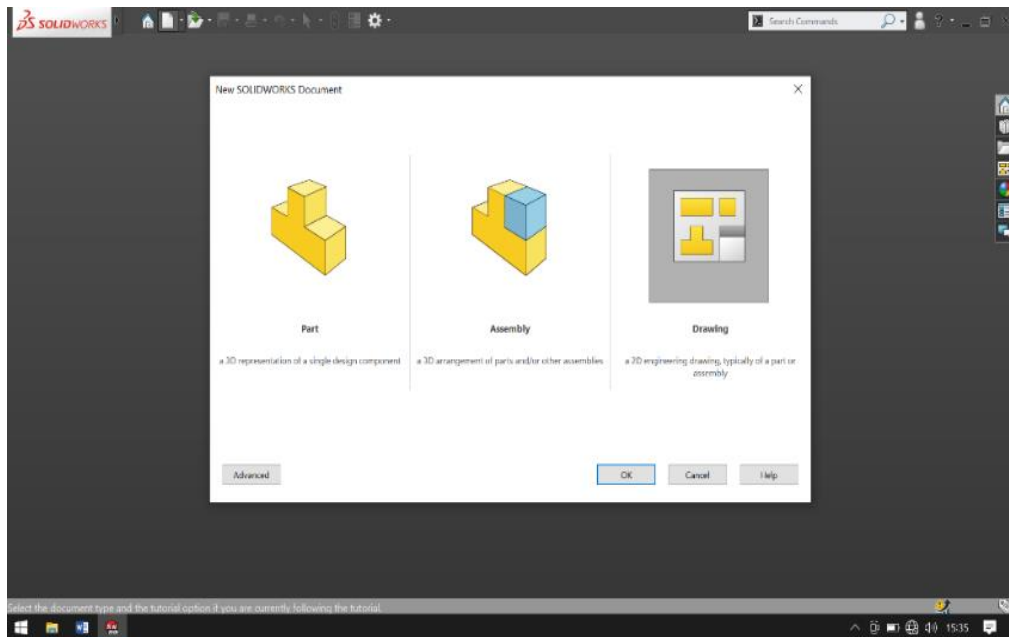 SOLIDWORKS
Search Commands
New SOLIDWORKS Document
Part
Assembly
Drawing
a 3D representation of a single design component
a 3D arrangement of parts and/or other assemblies
a 2D engineering drawing, typically of a part or
assembly
Advanced
OK
Cancel
Help
Select the document type and the tutorial option if you are currently following the tutorial.
15:35